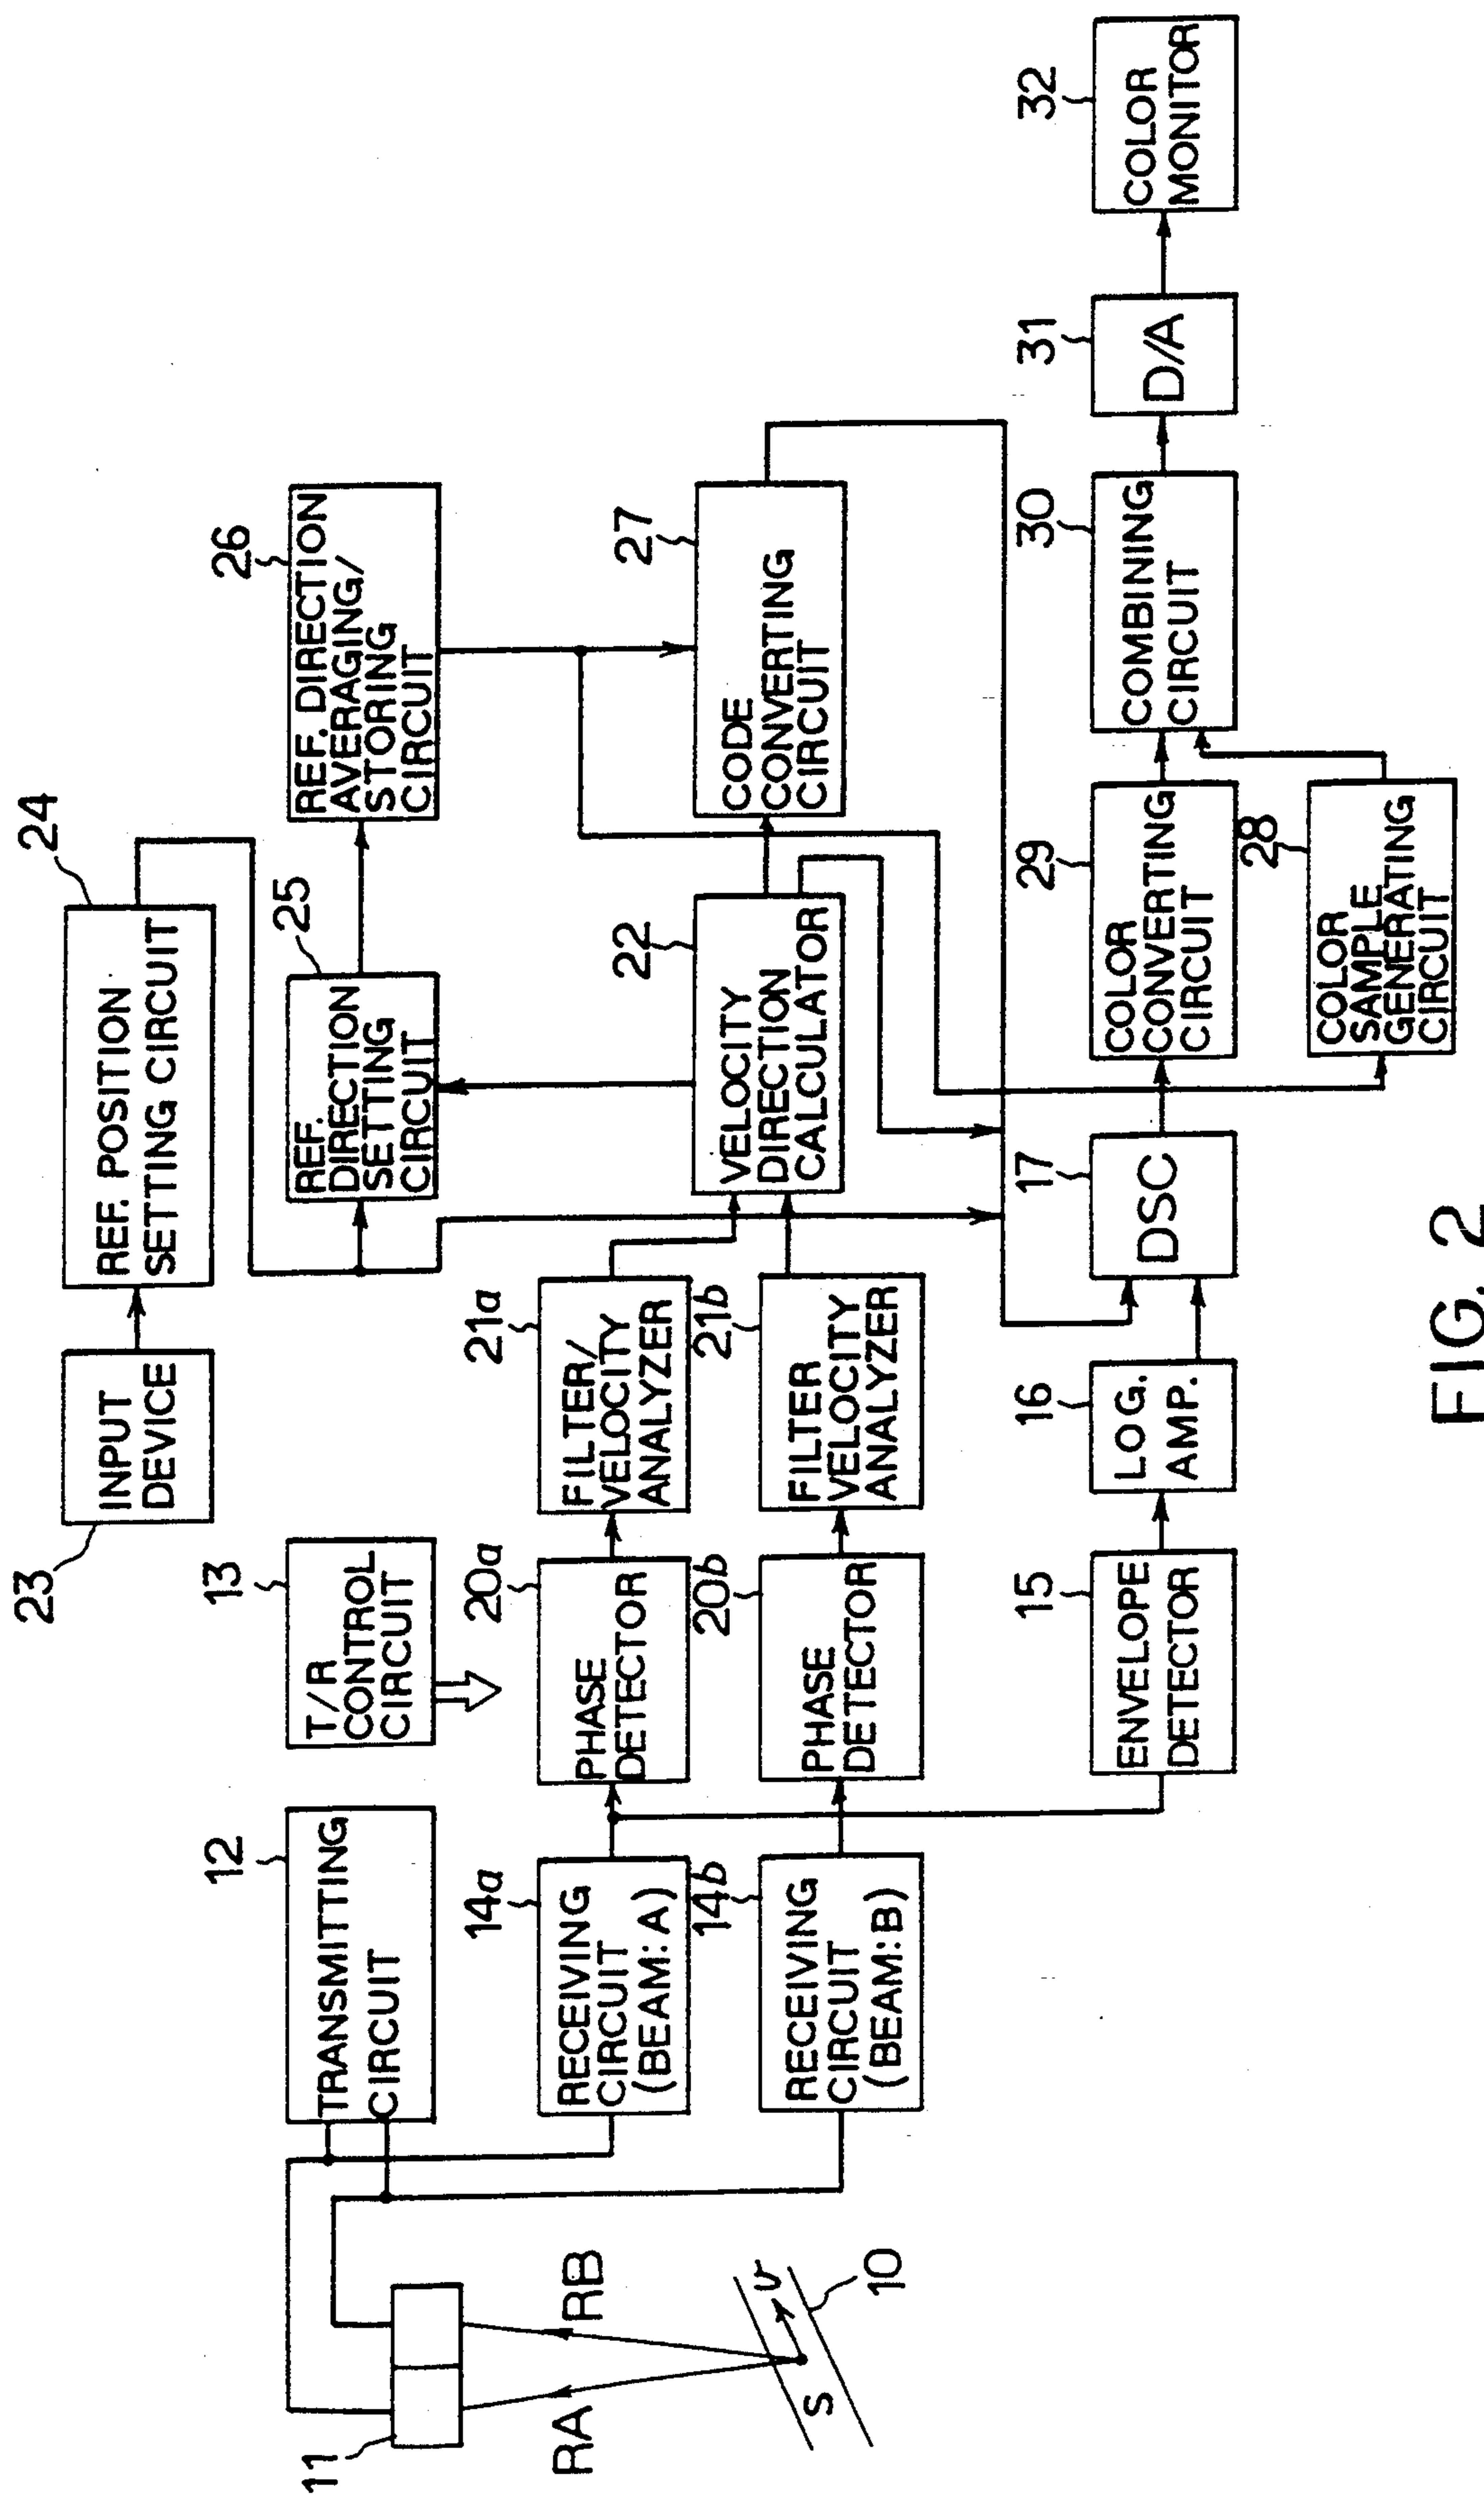 23
INPUT
DEVICE
24
REF. POSITION
SETTING CIRCUIT
12
TRANSMITTING
CIRCUIT
13
T/R
CONTROL
CIRCUIT
25
REF.
DIRECTION
SETTING
CIRCUIT
26
REF. DIRECTION
AVERAGING/
STORING
CIRCUIT
11
RA
RB
S
v
10
14a
RECEIVING
CIRCUIT
(BEAM:A)
20a
PHASE
DETECTOR
21a
FILTER/
VELOCITY
ANALYZER
14b
RECEIVING
CIRCUIT
(BEAM:B)
20b
PHASE
DETECTOR
21b
FILTER
VELOCITY
ANALYZER
22
VELOCITY
DIRECTION
CALCULATOR
27
CODE
CONVERTING
CIRCUIT
15
ENVELOPE
DETECTOR
16
LOG.
AMP.
17
DSC
29
COLOR
CONVERTING
CIRCUIT
30
COMBINING
CIRCUIT
31
D/A
32
COLOR
MONITOR
28
COLOR
SAMPLE
GENERATING
CIRCUIT
FIG. 2